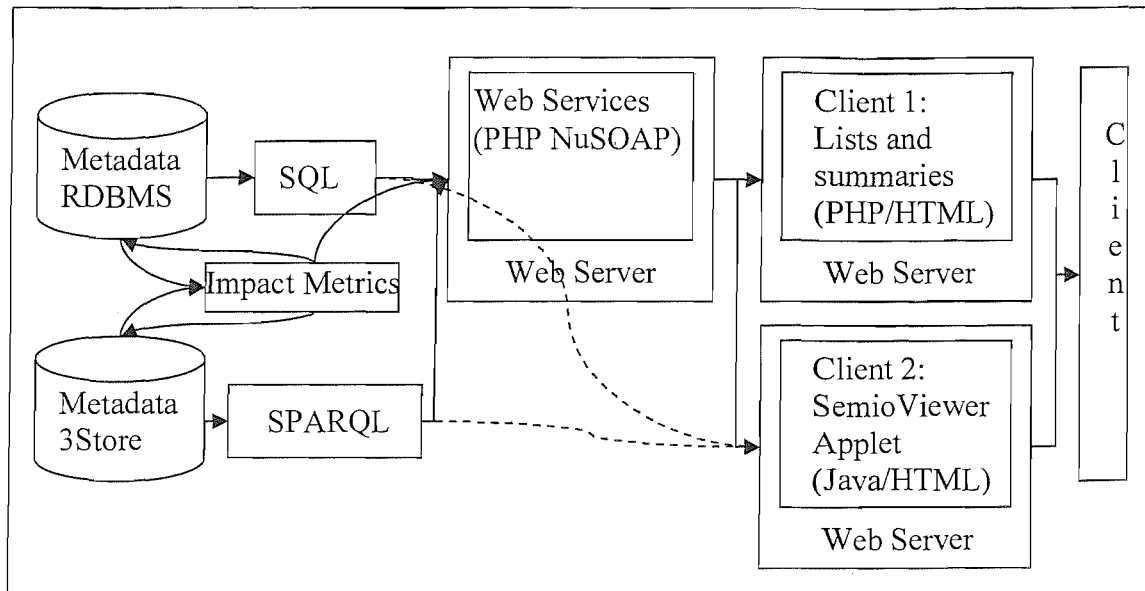 Metadata
RDBMS
SQL
Impact Metrics
Metadata
3Store
SPARQL
Web Services
(PHP NuSOAP)
Web Server
Client 1:
Lists and
summaries
(PHP/HTML)
Web Server
Client 2:
SemioViewer
Applet
(Java/HTML)
Web Server
Client